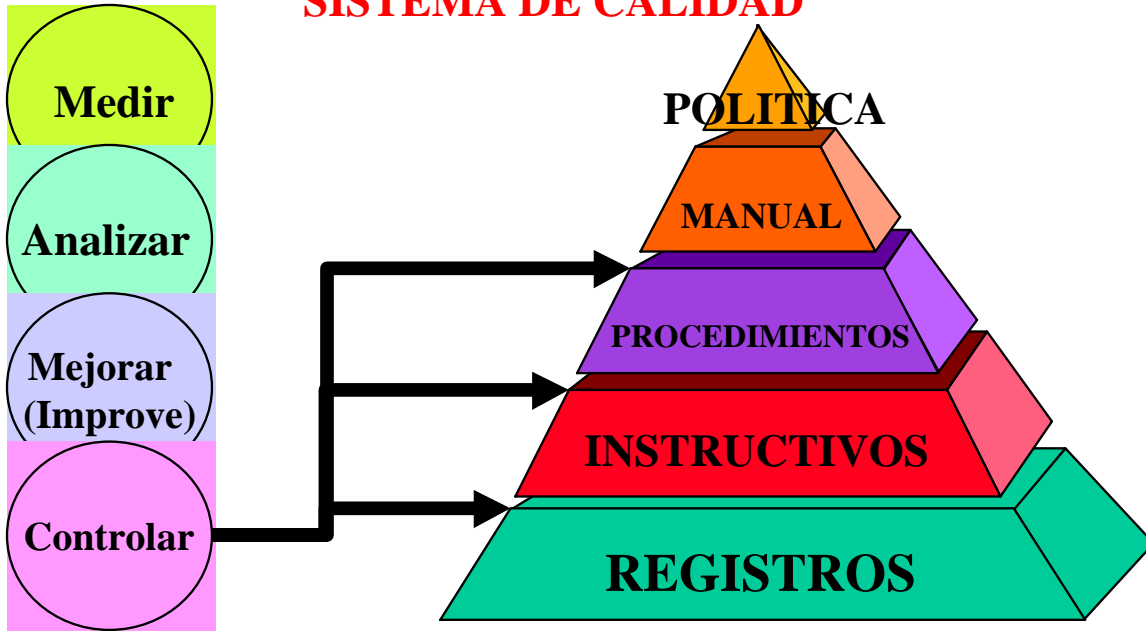 SISTEMA DE CALIDAD
Medir
Analizar
Mejorar
(Improve)
Controlar
POLITICA
MANUAL
PROCEDIMIENTOS
INSTRUCTIVOS
REGISTROS